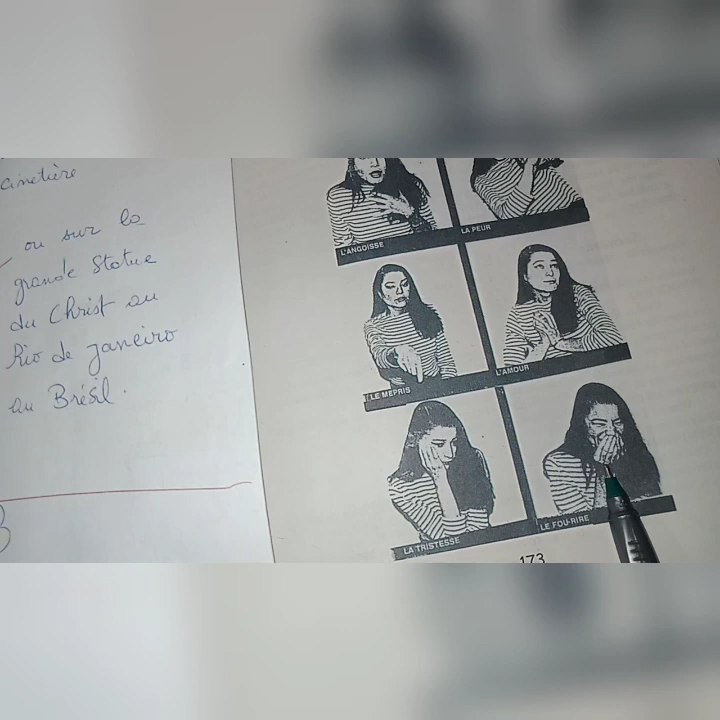 cimetière
ou sur la
grande Statue
du Christ au
Rio de Janeiro
au Brésil.
L'ANGOISSE
LA PEUR
LE MEPRIS
L'AMOUR
LA TRISTESSE
LE FOU-RIRE
173